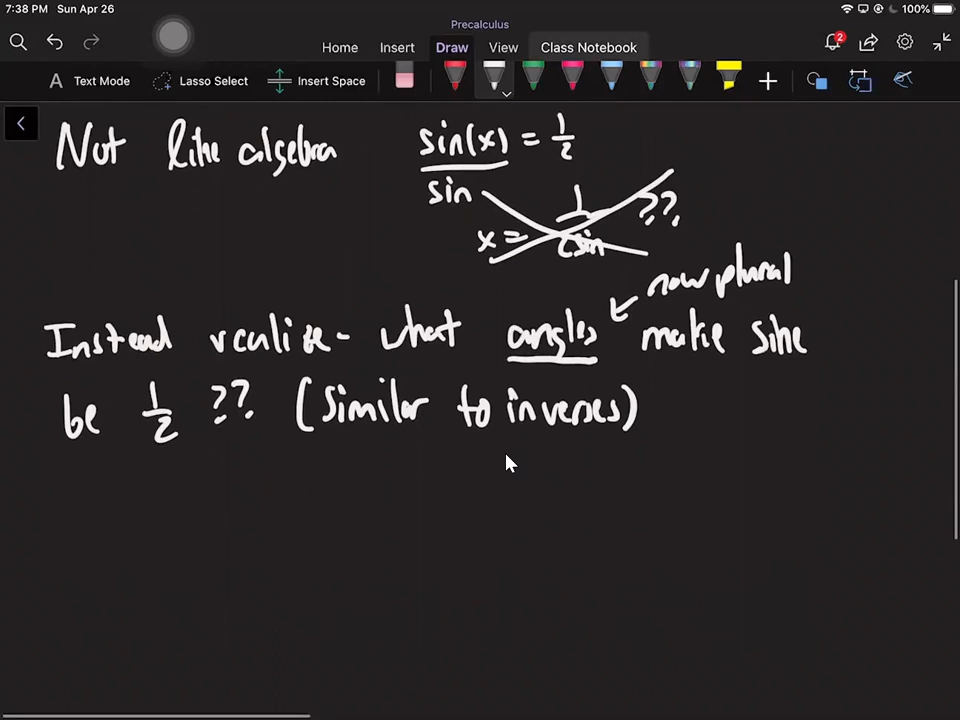 7:38 PM Sun Apr 26
100%
Precalculus
Home Insert Draw View Class Notebook
2
Text Mode Lasso Select Insert Space
Not like algebra sin(x) = 1/2
sin
x = 1/2sin ??
now plural
Instead realize - what angles make sine
be 1/2 ?? (similar to inverses)